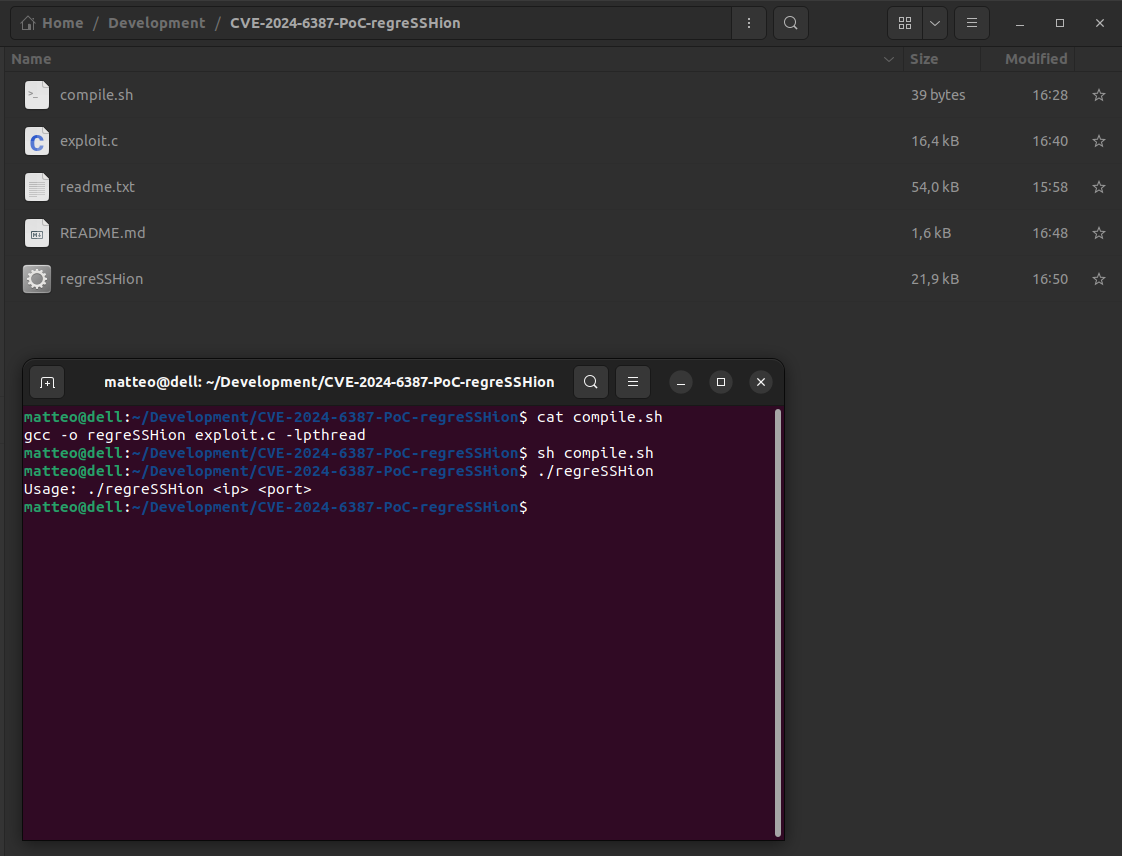 Home / Development / CVE-2024-6387-PoC-regreSSHion
Name Size Modified
compile.sh 39 bytes 16:28
exploit.c 16,4 kB 16:40
readme.txt 54,0 kB 15:58
README.md 1,6 kB 16:48
regreSSHion 21,9 kB 16:50
matteo@dell: ~/Development/CVE-2024-6387-PoC-regreSSHion
matteo@dell:~/Development/CVE-2024-6387-PoC-regreSSHion$ cat compile.sh
gcc -o regreSSHion exploit.c -lpthread
matteo@dell:~/Development/CVE-2024-6387-PoC-regreSSHion$ sh compile.sh
matteo@dell:~/Development/CVE-2024-6387-PoC-regreSSHion$ ./regreSSHion
Usage: ./regreSSHion <ip> <port>
matteo@dell:~/Development/CVE-2024-6387-PoC-regreSSHion$